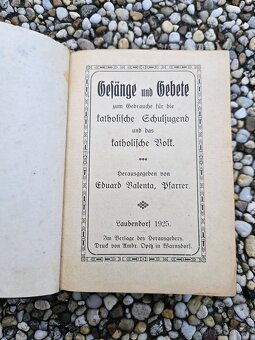 Gesänge und Gebete
zum Gebrauche für die
katholische Schuljugend
und das
katholische Volk.
Herausgegeben von
Eduard Valenta, Pfarrer.
Laubendorf 1925.
Im Verlage des Herausgebers.
Druck von Ambr. Opitz in Warnsdorf.